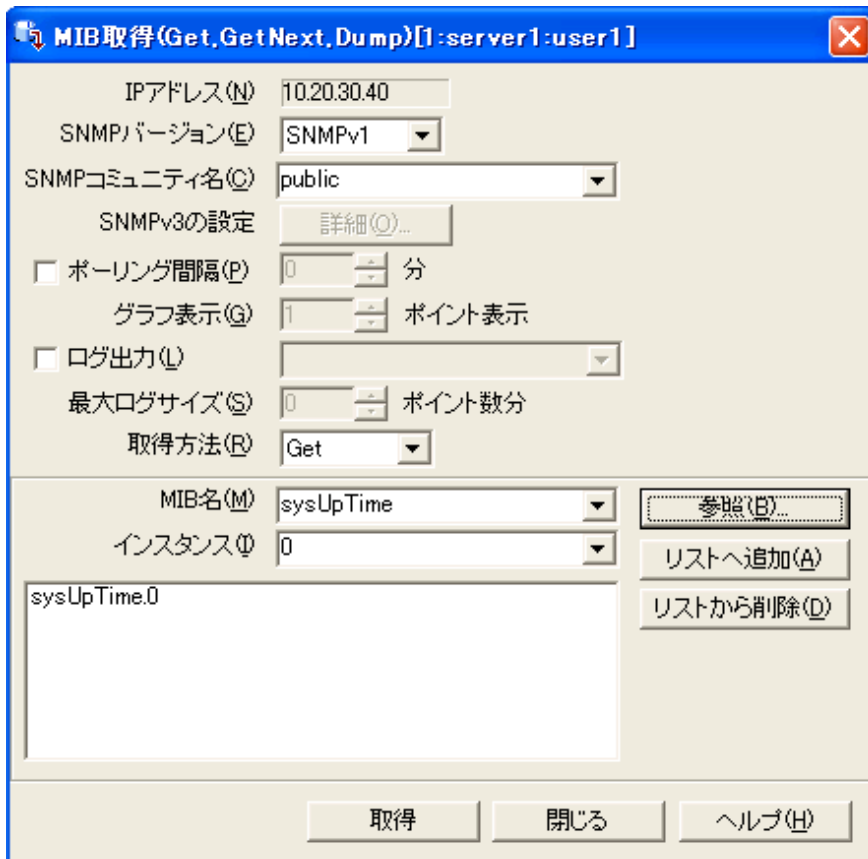 MIB取得(Get,GetNext,Dump)[1:server1:user1]
IPアドレス(N) 10.20.30.40
SNMPバージョン(E) SNMPv1
SNMPコミュニティ名(C) public
SNMPv3の設定 詳細(O)...
ポーリング間隔(P) 0 分
グラフ表示(G) 1 ポイント表示
ログ出力(L)
最大ログサイズ(S) 0 ポイント数分
取得方法(R) Get
MIB名(M) sysUpTime 参照(B)...
インスタンス(I) 0 リストへ追加(A)
sysUpTime.0 リストから削除(D)
取得 閉じる ヘルプ(H)